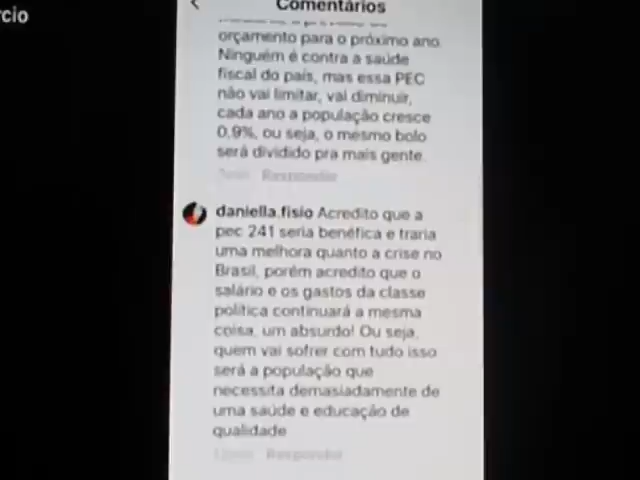 rcio
Comentários
orçamento para o próximo ano.
Ninguém é contra a saúde
fiscal do país, mas essa PEC
não vai limitar, vai diminuir,
cada ano a população cresce
0,9%, ou seja, o mesmo bolo
será dividido pra mais gente.
Responder
daniella.fisio Acredito que a
pec 241 seria benéfica e traria
uma melhora quanto a crise no
Brasil, porém acredito que o
salário e os gastos da classe
política continuará a mesma
coisa, um absurdo! Ou seja,
quem vai sofrer com tudo isso
será a população que
necessita demasiadamente de
uma saúde e educação de
qualidade
Responder